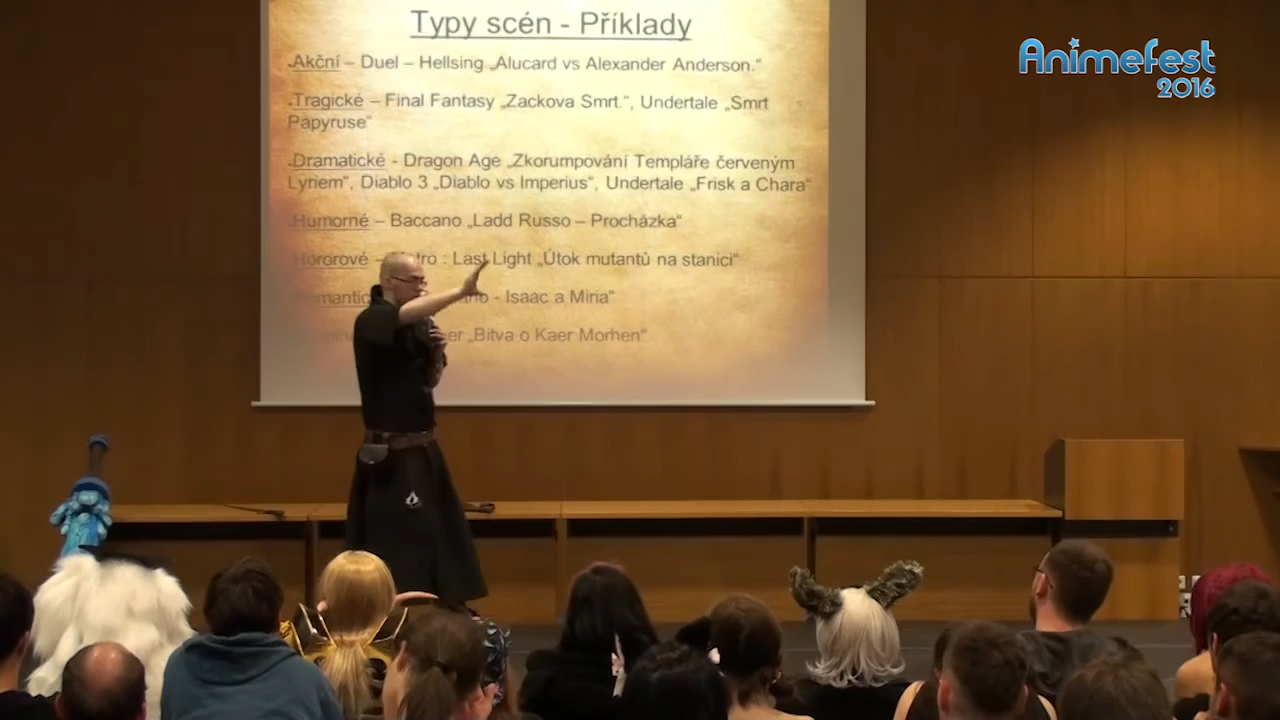 Typy scén - Příklady
Animefest
2016
.Akční – Duel – Hellsing „Alucard vs Alexander Anderson.“
.Tragické – Final Fantasy „Zackova Smrt.“, Undertale „Smrt
Papyruse“
.Dramatické - Dragon Age „Zkorumpování Templáře červeným
Lyriem“, Diablo 3 „Diablo vs Imperius“, Undertale „Frisk a Chara“
.Humorné – Baccano „Ladd Russo – Procházka“
.Hororové – tro : Last Light „Útok mutantů na stanici“
- Isaac a Miria“
„Bitva o Kaer Morhen“